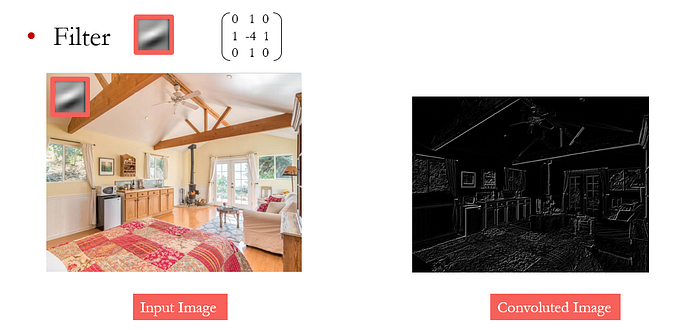 Filter
0 1 0
1 -4 1
0 1 0
Input Image
Convoluted Image